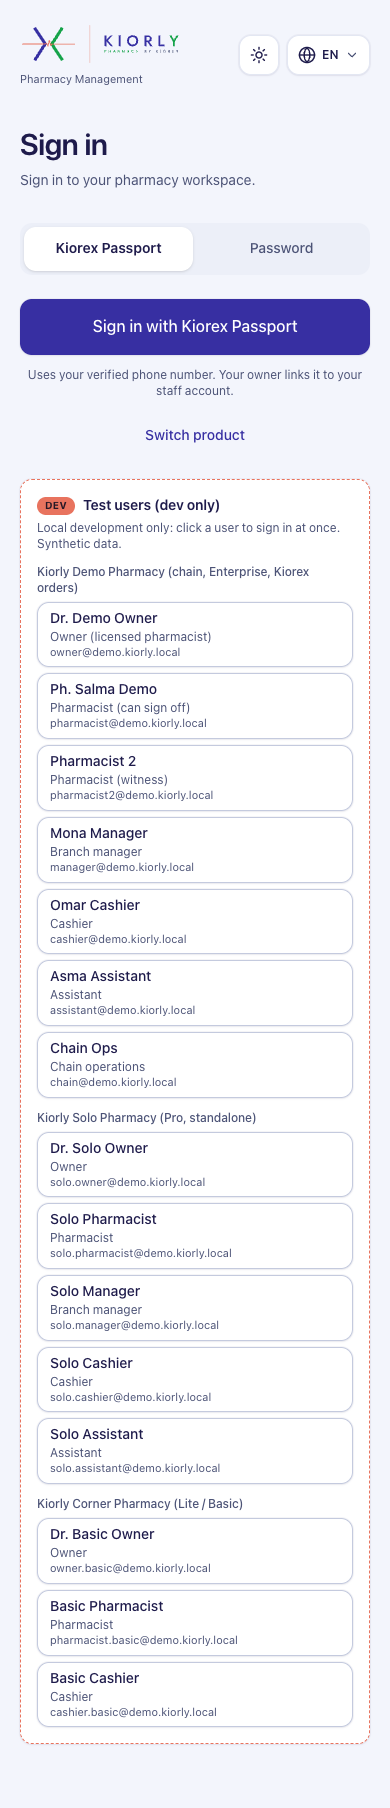 KIORLY
PHARMACY BY KIORLY
Pharmacy Management
EN
Sign in
Sign in to your pharmacy workspace.
Kiorex Passport
Password
Sign in with Kiorex Passport
Uses your verified phone number. Your owner links it to your
staff account.
Switch product
DEV Test users (dev only)
Local development only: click a user to sign in at once.
Synthetic data.
Kiorly Demo Pharmacy (chain, Enterprise, Kiorex
orders)
Dr. Demo Owner
Owner (licensed pharmacist)
owner@demo.kiorly.local
Ph. Salma Demo
Pharmacist (can sign off)
pharmacist@demo.kiorly.local
Pharmacist 2
Pharmacist (witness)
pharmacist2@demo.kiorly.local
Mona Manager
Branch manager
manager@demo.kiorly.local
Omar Cashier
Cashier
cashier@demo.kiorly.local
Asma Assistant
Assistant
assistant@demo.kiorly.local
Chain Ops
Chain operations
chain@demo.kiorly.local
Kiorly Solo Pharmacy (Pro, standalone)
Dr. Solo Owner
Owner
solo.owner@demo.kiorly.local
Solo Pharmacist
Pharmacist
solo.pharmacist@demo.kiorly.local
Solo Manager
Branch manager
solo.manager@demo.kiorly.local
Solo Cashier
Cashier
solo.cashier@demo.kiorly.local
Solo Assistant
Assistant
solo.assistant@demo.kiorly.local
Kiorly Corner Pharmacy (Lite / Basic)
Dr. Basic Owner
Owner
owner.basic@demo.kiorly.local
Basic Pharmacist
Pharmacist
pharmacist.basic@demo.kiorly.local
Basic Cashier
Cashier
cashier.basic@demo.kiorly.local